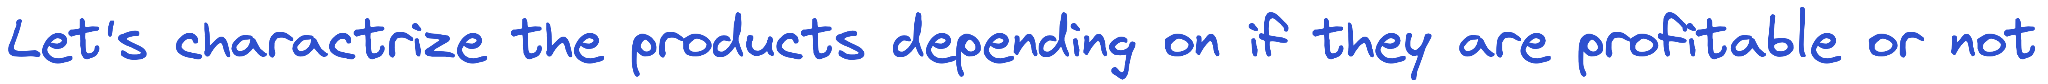 Let's charactrize the products depending on if they are profitable or not